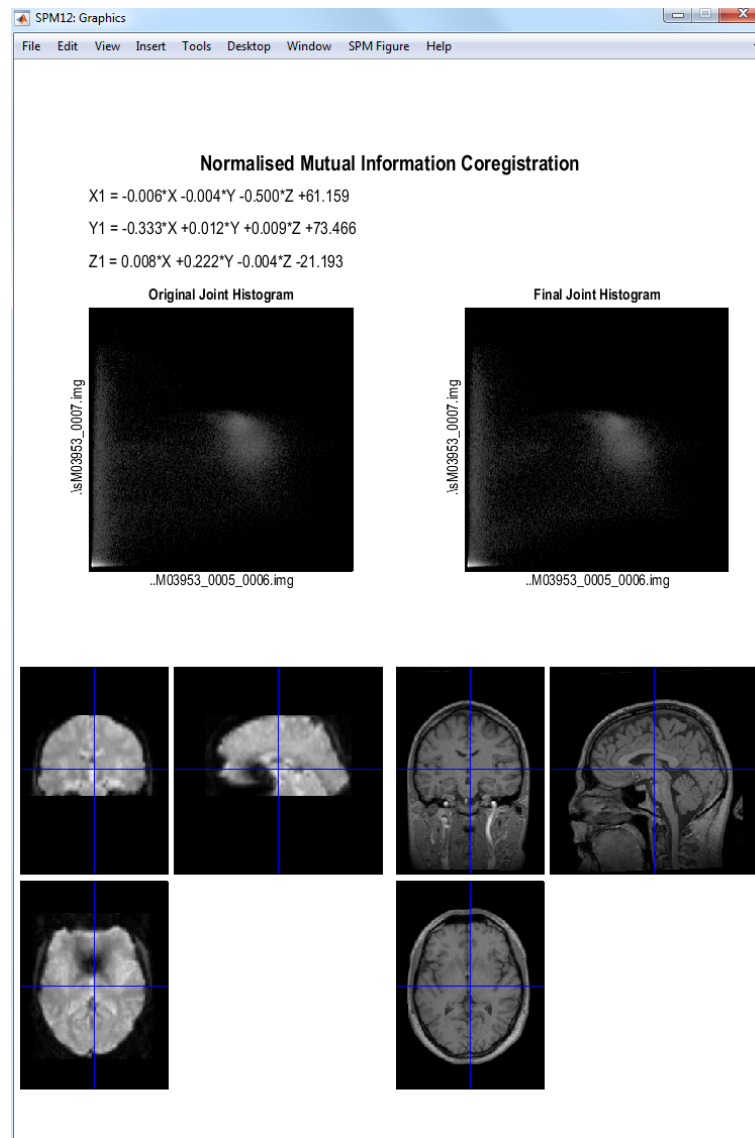 SPM12: Graphics
File Edit View Insert Tools Desktop Window SPM Figure Help
Normalised Mutual Information Coregistration
X1 = -0.006*X -0.004*Y -0.500*Z +61.159
Y1 = -0.333*X +0.012*Y +0.009*Z +73.466
Z1 = 0.008*X +0.222*Y -0.004*Z -21.193
Original Joint Histogram
Final Joint Histogram
.\sM03953_0007.img
.\sM03953_0007.img
..M03953_0005_0006.img
..M03953_0005_0006.img